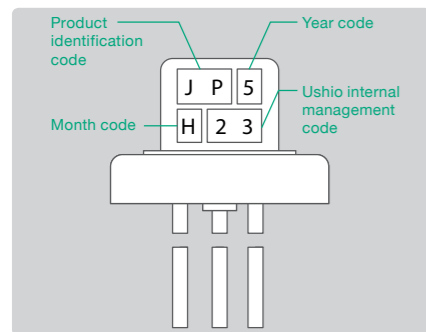 Product
identification
code
Year code
J P 5
Ushio internal
management
code
Month code
H 2 3